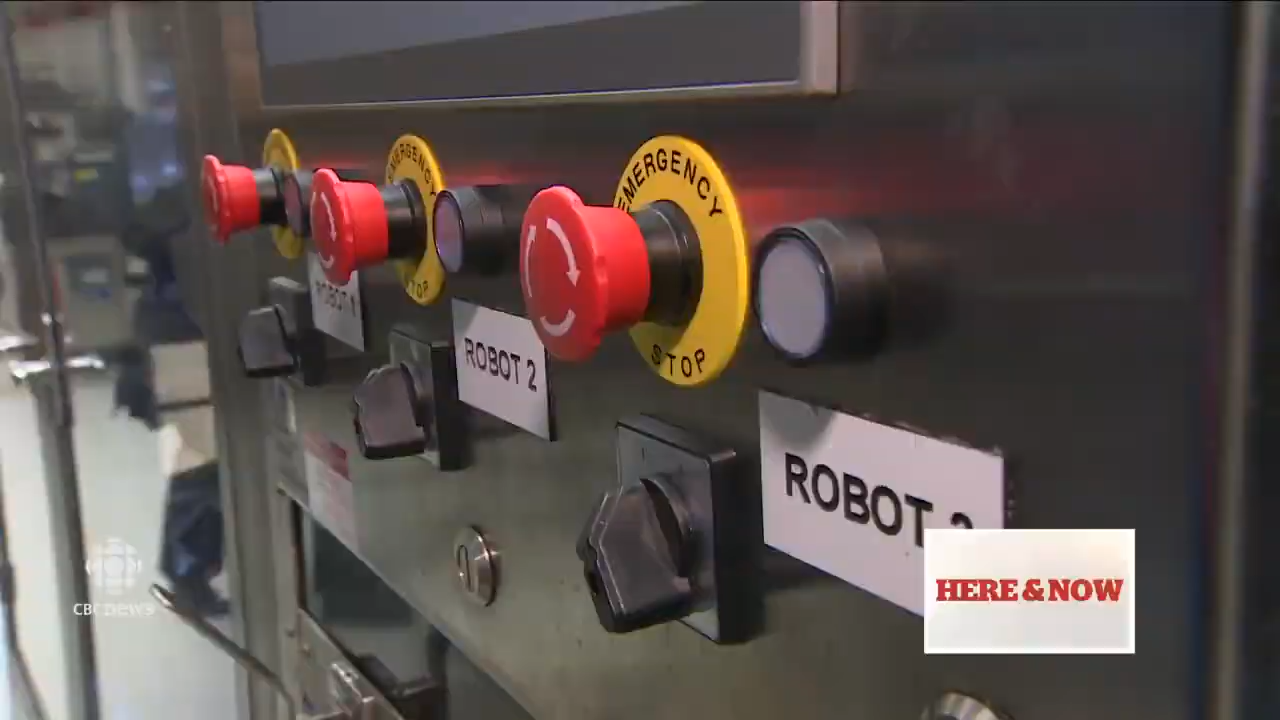 EMERGENCY
STOP
EMERGENCY
STOP
ROBOT 1
ROBOT 2
ROBOT
HERE & NOW
CBC news